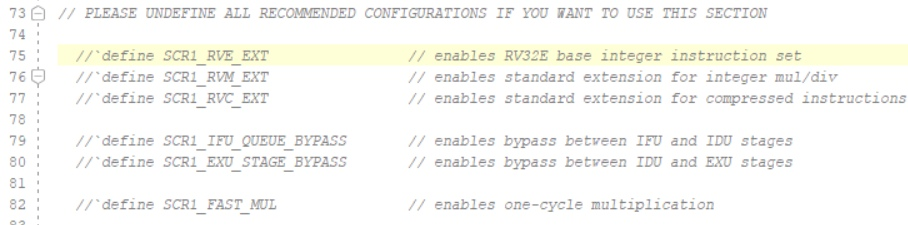 73 // PLEASE UNDEFINE ALL RECOMMENDED CONFIGURATIONS IF YOU WANT TO USE THIS SECTION
74
75 //`define SCR1_RVE_EXT // enables RV32E base integer instruction set
76 //`define SCR1_RVM_EXT // enables standard extension for integer mul/div
77 //`define SCR1_RVC_EXT // enables standard extension for compressed instructions
78
79 //`define SCR1_IFU_QUEUE_BYPASS // enables bypass between IFU and IDU stages
80 //`define SCR1_EXU_STAGE_BYPASS // enables bypass between IDU and EXU stages
81
82 //`define SCR1_FAST_MUL // enables one-cycle multiplication